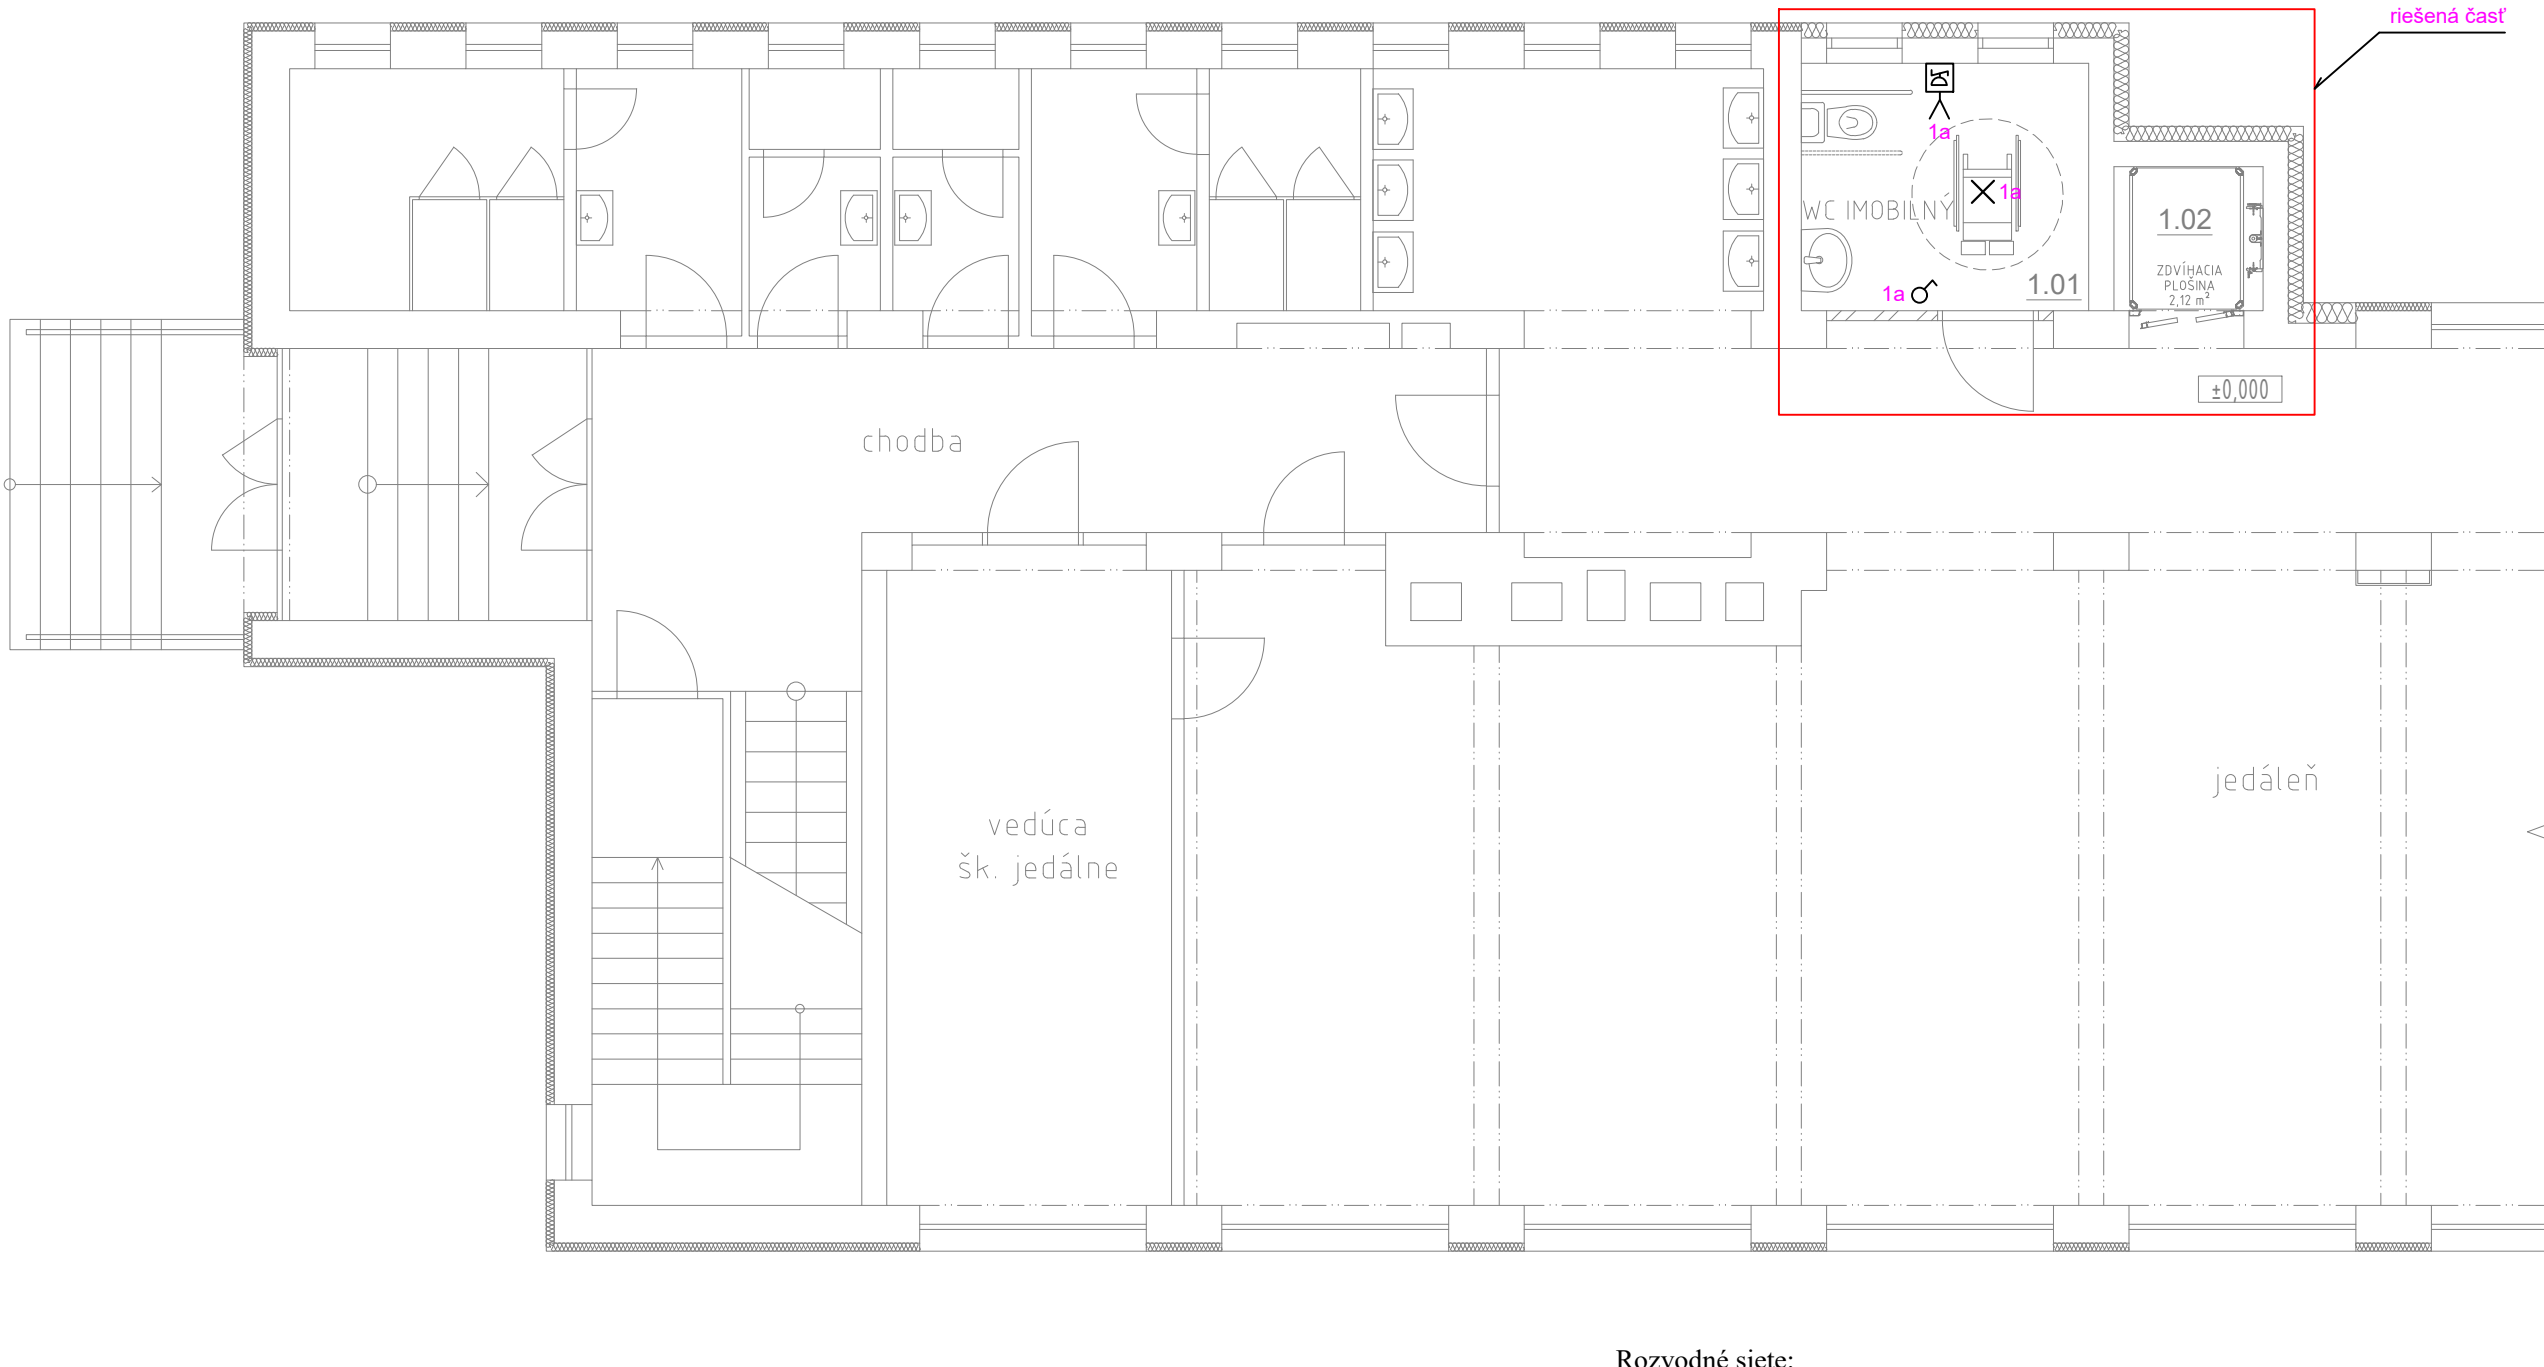 riešená časť
1a
1a
WC IMOBILNÝ
1.02
ZDVÍHACIA
PLOŠINA
2,12 m²
1.01
1a
±0,000
chodba
jedáleň
vedúca
šk. jedálne
Rozvodné siete: